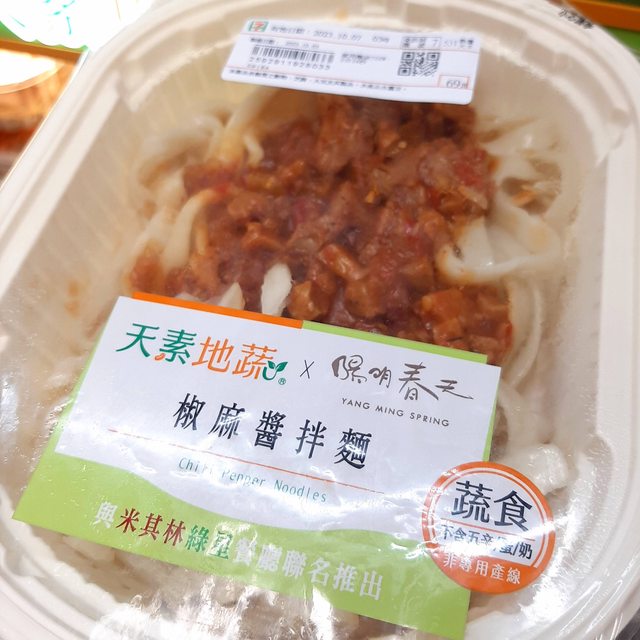 天素地蔬® x 陽明春天
YANG MING SPRING
椒麻醬拌麵
Chili Pepper Noodles
與米其林綠星餐廳聯名推出
蔬食
不含五辛/蛋/奶
非專用產線